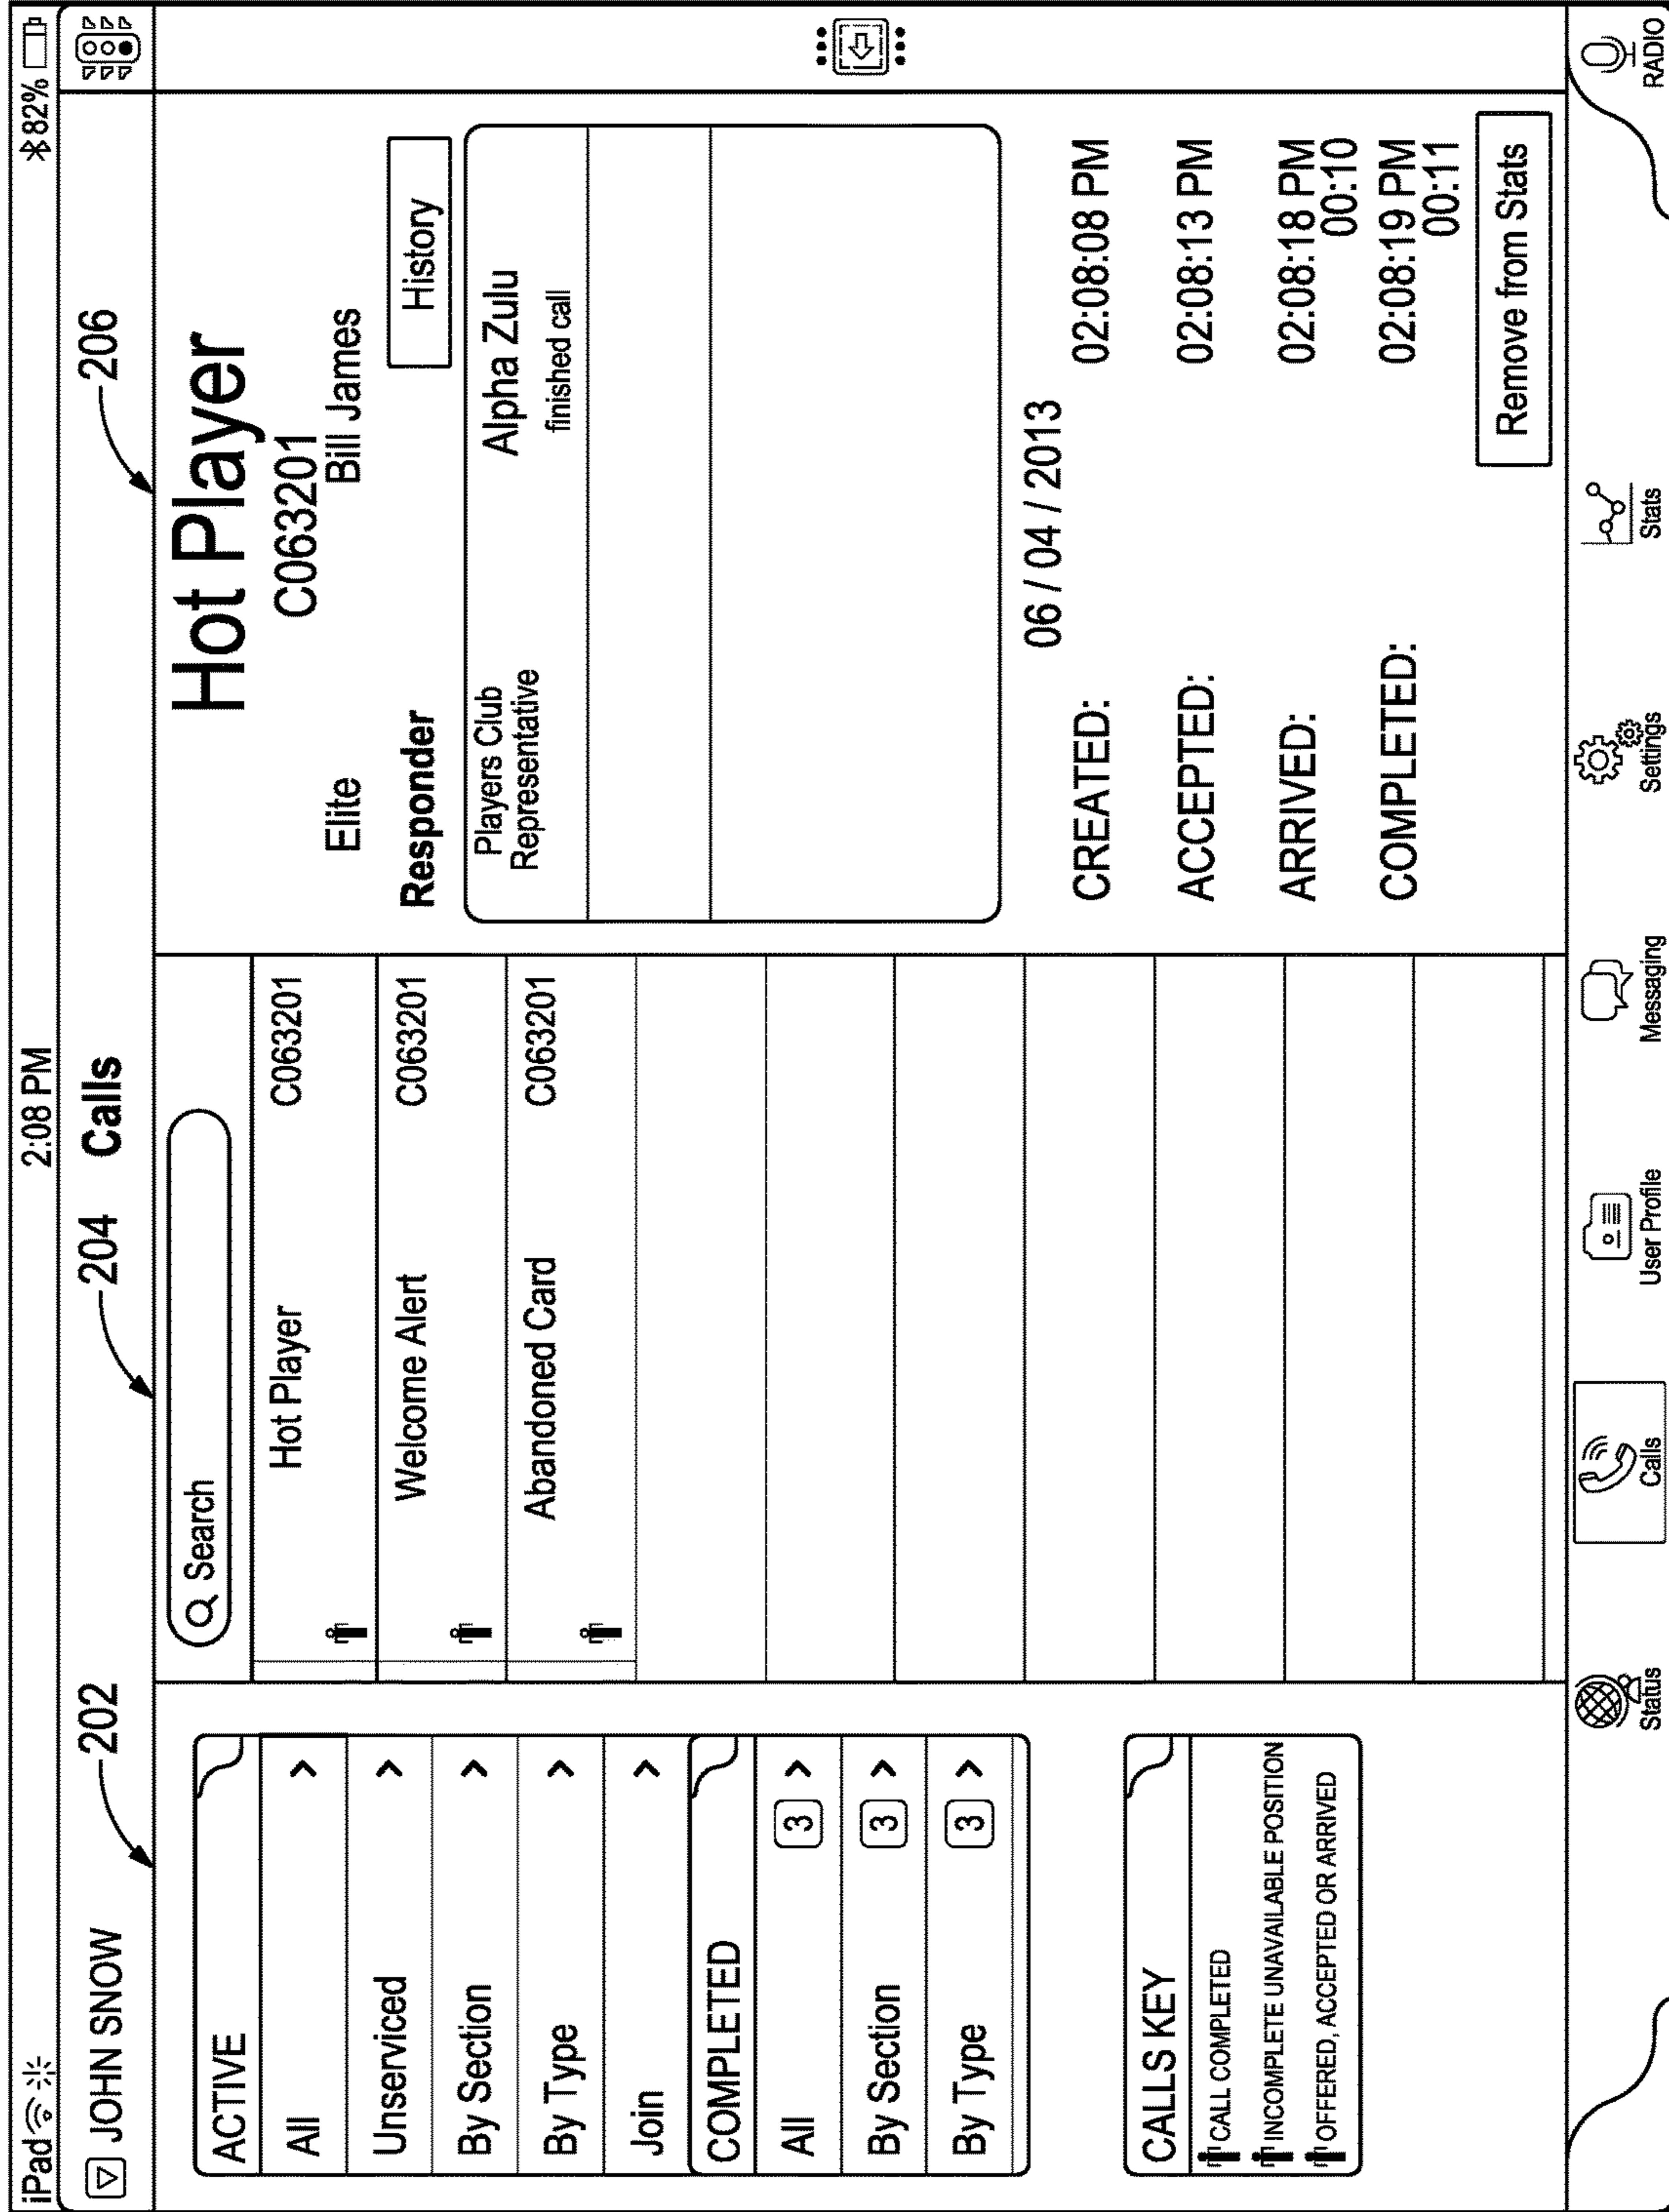 iPad 2:08 PM 82%
JOHN SNOW 202 204 Calls 206
ACTIVE
All >
Unserviced >
By Section >
By Type >
Join >
COMPLETED
All 3 >
By Section 3 >
By Type 3 >
CALLS KEY
CALL COMPLETED
INCOMPLETE UNAVAILABLE POSITION
OFFERED, ACCEPTED OR ARRIVED
Search
Hot Player C063201
Welcome Alert C063201
Abandoned Card C063201
Hot Player
C063201
Elite Bill James
Responder History
Players Club Alpha Zulu
Representative finished call
06 / 04 / 2013
CREATED: 02:08:08 PM
ACCEPTED: 02:08:13 PM
ARRIVED: 02:08:18 PM
00:10
COMPLETED: 02:08:19 PM
00:11
Remove from Stats
Status Calls User Profile Messaging Settings Stats RADIO